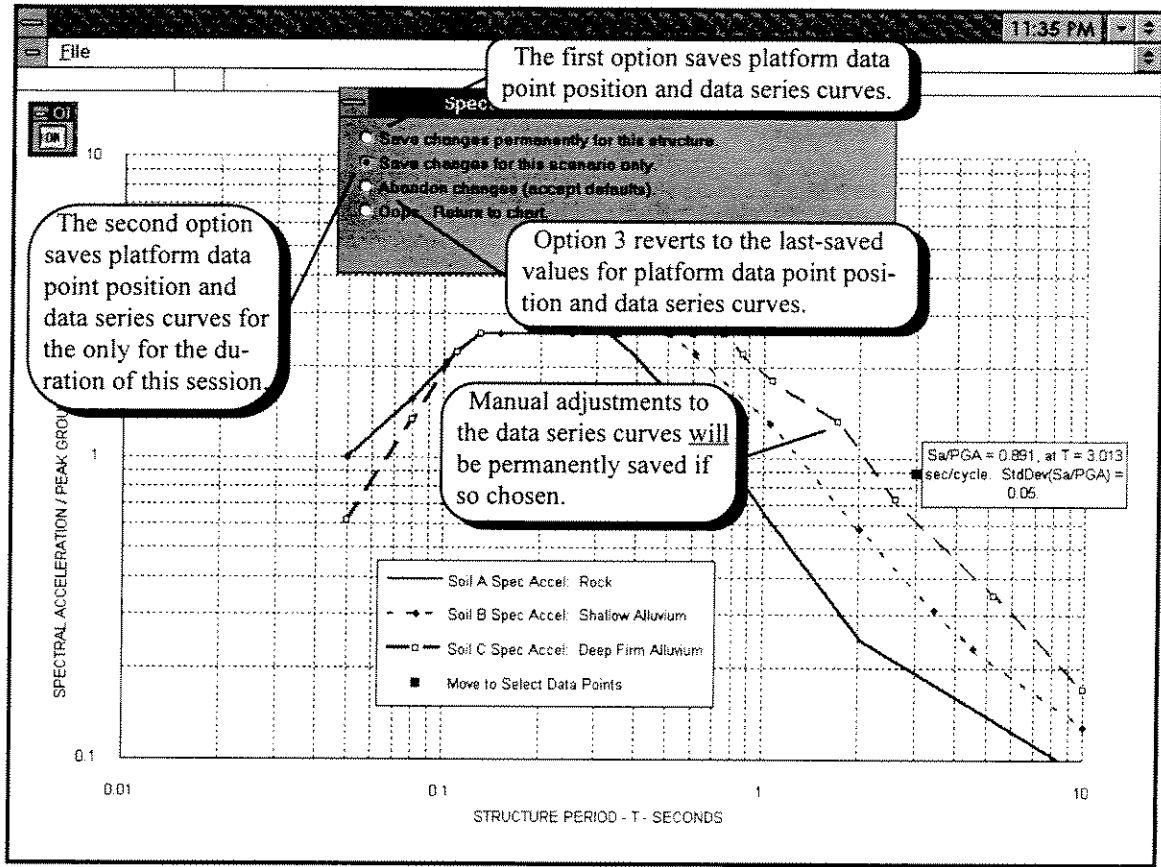 11:35 PM
File
The first option saves platform data
point position and data series curves.
Save changes permanently for this structure.
Save changes for this scenario only.
Abandon changes (accept defaults).
Oops. Return to chart.
The second option
saves platform data
point position and
data series curves for
the only for the du-
ration of this session.
Option 3 reverts to the last-saved
values for platform data point posi-
tion and data series curves.
Manual adjustments to
the data series curves will
be permanently saved if
so chosen.
Sa/PGA = 0.891, at T = 3.013
sec/cycle. StdDev(Sa/PGA) =
0.05.
Soil A Spec Accel: Rock
Soil B Spec Accel: Shallow Alluvium
Soil C Spec Accel: Deep Firm Alluvium
Move to Select Data Points
SPECTRAL ACCELERATION / PEAK
10
1
0.1
0.01
0.1
1
10
STRUCTURE PERIOD - T - SECONDS